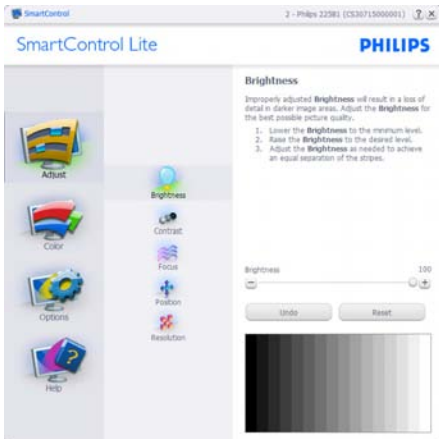 SmartControl
2 - Philips 225B1 (CS30715000001)
SmartControl Lite
PHILIPS
Adjust
Color
Options
Help
Brightness
Contrast
Focus
Position
Resolution
Brightness
Improperly adjusted Brightness will result in a loss of
detail in darker image areas. Adjust the Brightness for
the best possible picture quality.
1. Lower the Brightness to the minimum level.
2. Raise the Brightness to the desired level.
3. Adjust the Brightness as needed to achieve
an equal separation of the stripes.
Brightness 100
Undo Reset